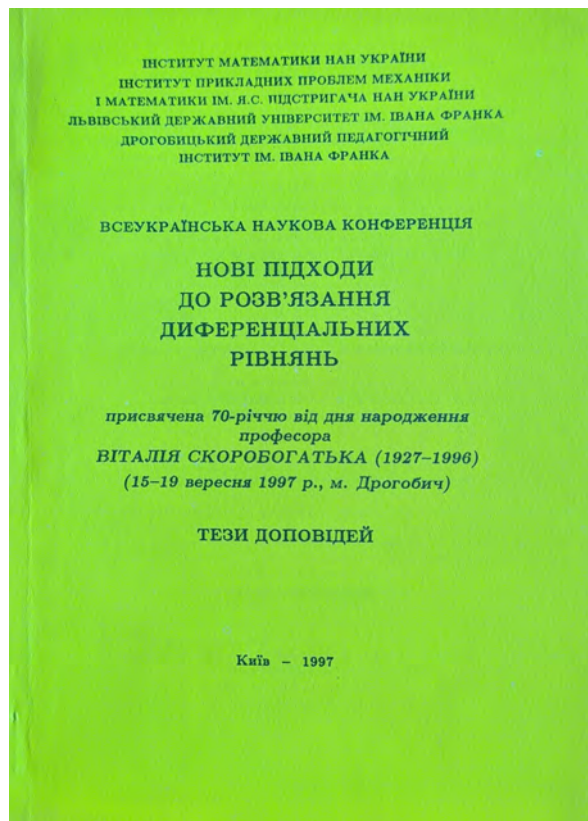 ІНСТИТУТ МАТЕМАТИКИ НАН УКРАЇНИ
ІНСТИТУТ ПРИКЛАДНИХ ПРОБЛЕМ МЕХАНІКИ
І МАТЕМАТИКИ ІМ. Я.С. ПІДСТРИГАЧА НАН УКРАЇНИ
ЛЬВІВСЬКИЙ ДЕРЖАВНИЙ УНІВЕРСИТЕТ ІМ. ІВАНА ФРАНКА
ДРОГОБИЦЬКИЙ ДЕРЖАВНИЙ ПЕДАГОГІЧНИЙ
ІНСТИТУТ ІМ. ІВАНА ФРАНКА
ВСЕУКРАЇНСЬКА НАУКОВА КОНФЕРЕНЦІЯ
НОВІ ПІДХОДИ
ДО РОЗВ'ЯЗАННЯ
ДИФЕРЕНЦІАЛЬНИХ
РІВНЯНЬ
присвячена 70-річчю від дня народження
професора
ВІТАЛІЯ СКОРОБОГАТЬКА (1927–1996)
(15–19 вересня 1997 р., м. Дрогобич)
ТЕЗИ ДОПОВІДЕЙ
Київ – 1997